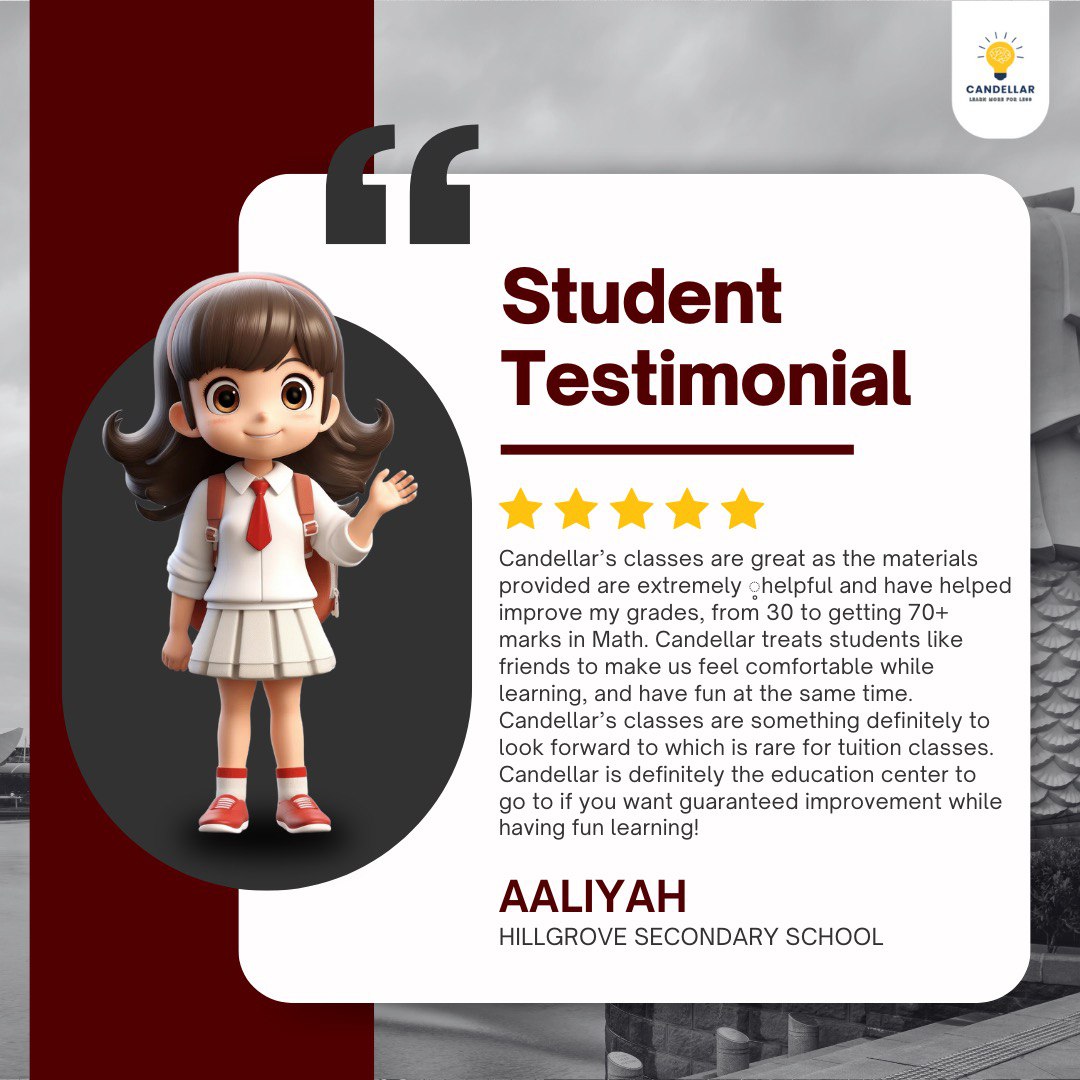 CANDELLAR
LEARN MORE FOR LESS
Student
Testimonial
Candellar’s classes are great as the materials
provided are extremely ़helpful and have helped
improve my grades, from 30 to getting 70+
marks in Math. Candellar treats students like
friends to make us feel comfortable while
learning, and have fun at the same time.
Candellar’s classes are something definitely to
look forward to which is rare for tuition classes.
Candellar is definitely the education center to
go to if you want guaranteed improvement while
having fun learning!
AALIYAH
HILLGROVE SECONDARY SCHOOL